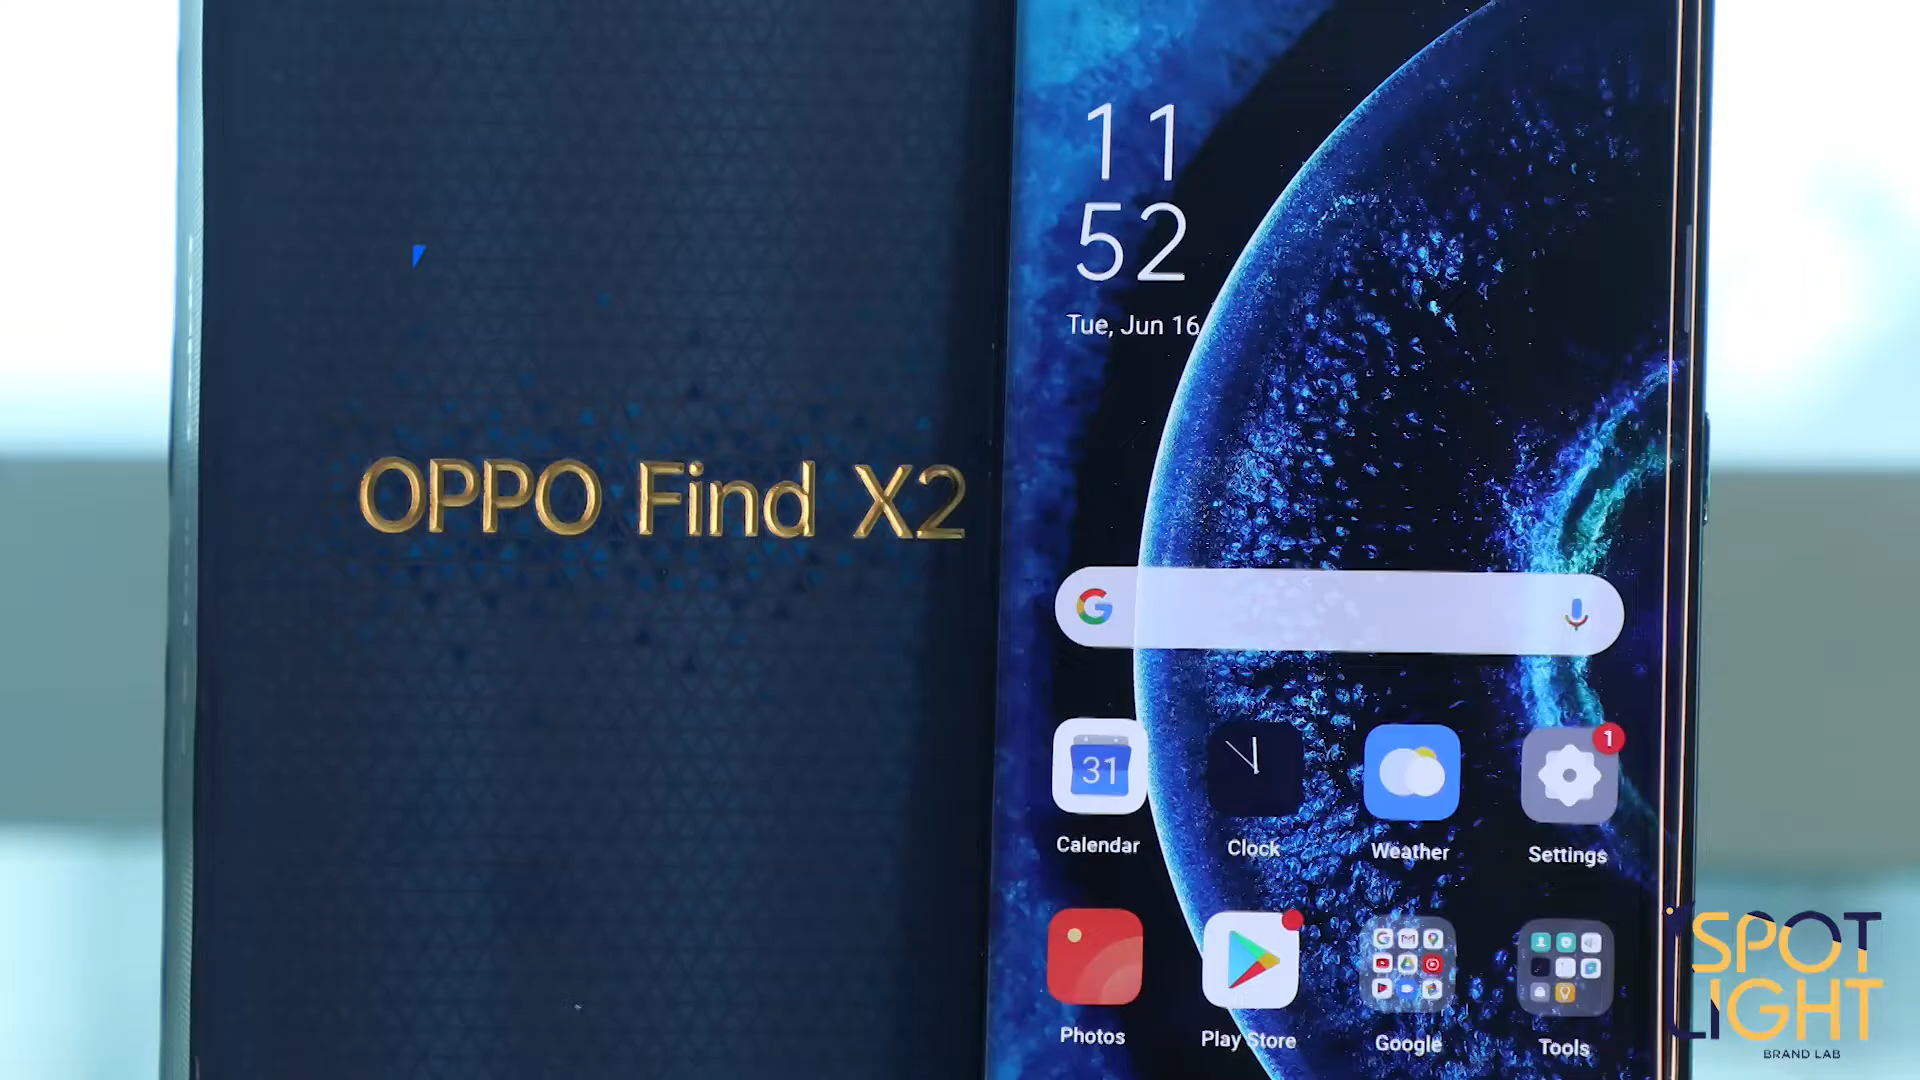 OPPO Find X2
11
52
Tue, Jun 16
G
31
1
Calendar
Clock
Weather
Settings
Photos
Play Store
Google
Tools
SPOT
LIGHT
BRAND LAB